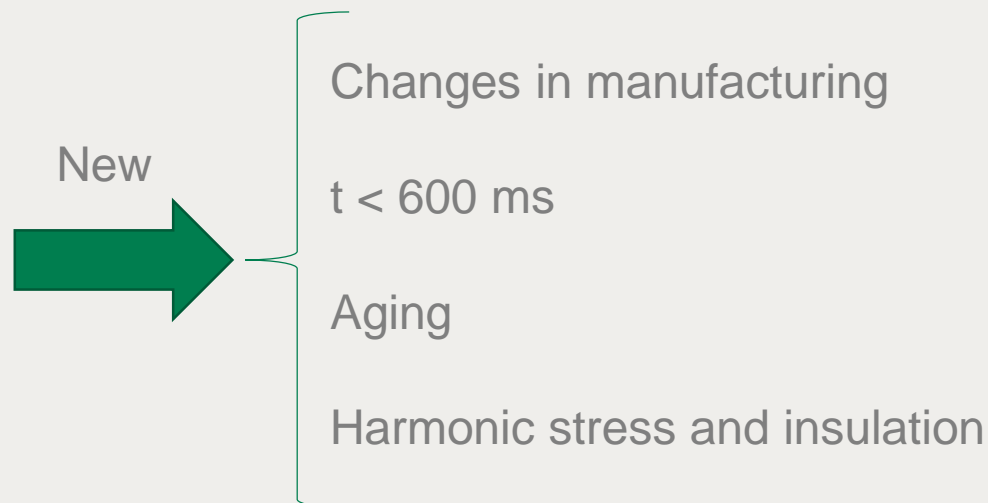 New
Changes in manufacturing
t < 600 ms
Aging
Harmonic stress and insulation